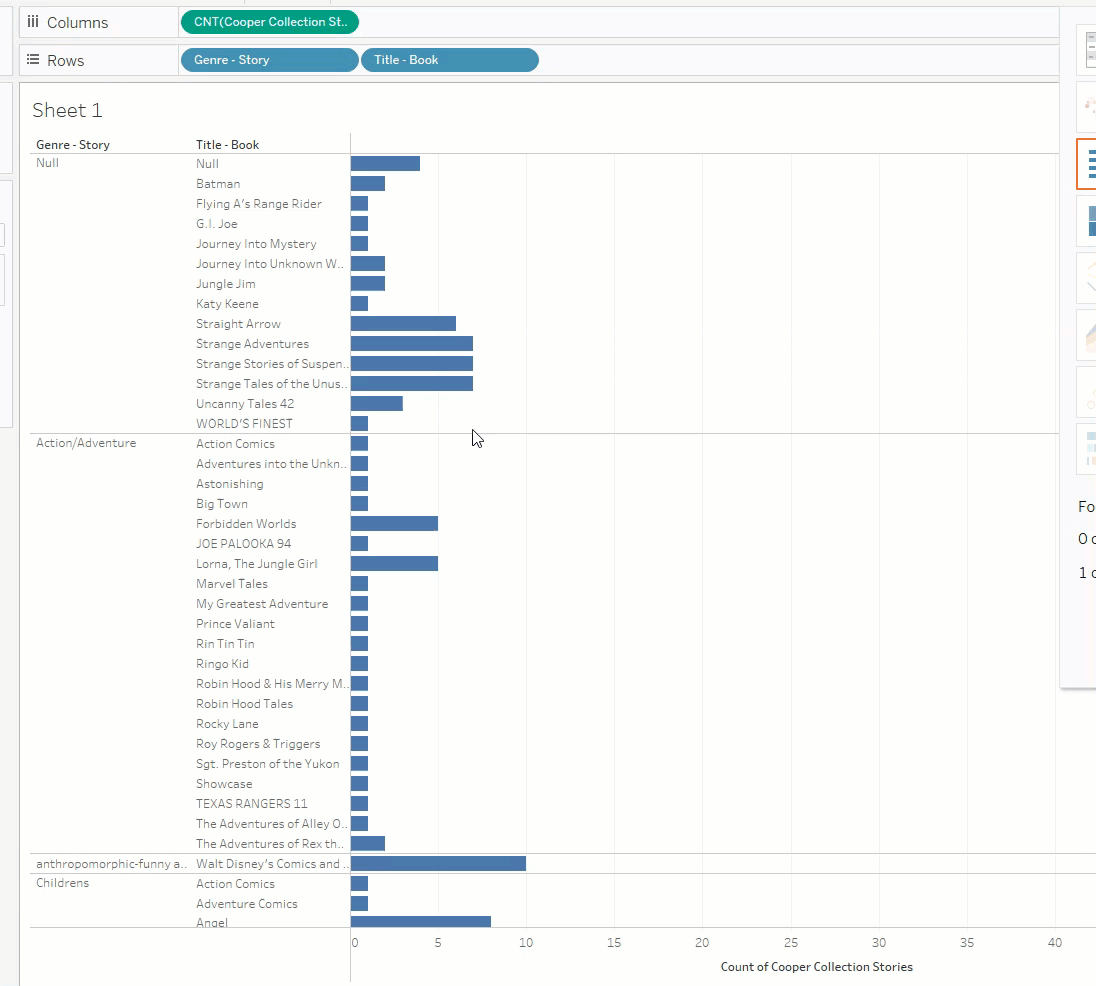 Columns CNT(Cooper Collection St..
Rows Genre - Story Title - Book
Sheet 1
Genre - Story Title - Book
Null Null
Batman
Flying A's Range Rider
G.I. Joe
Journey Into Mystery
Journey Into Unknown W..
Jungle Jim
Katy Keene
Straight Arrow
Strange Adventures
Strange Stories of Suspen..
Strange Tales of the Unus..
Uncanny Tales 42
WORLD'S FINEST
Action/Adventure Action Comics
Adventures into the Unkn..
Astonishing
Big Town
Forbidden Worlds
JOE PALOOKA 94
Lorna, The Jungle Girl
Marvel Tales
My Greatest Adventure
Prince Valiant
Rin Tin Tin
Ringo Kid
Robin Hood & His Merry M..
Robin Hood Tales
Rocky Lane
Roy Rogers & Triggers
Sgt. Preston of the Yukon
Showcase
TEXAS RANGERS 11
The Adventures of Alley O..
The Adventures of Rex th..
anthropomorphic-funny a.. Walt Disney's Comics and ..
Childrens Action Comics
Adventure Comics
Angel
0 5 10 15 20 25 30 35 40
Count of Cooper Collection Stories
Fo
0 c
1 c